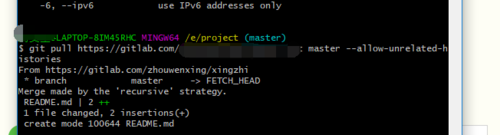 -6, --ipv6 use IPv6 addresses only
LAPTOP-8IM45RHC MINGW64 /e/project (master)
$ git pull https://gitlab.com/ : master --allow-unrelated-h
istories
From https://gitlab.com/zhouwenxing/xingzhi
* branch master -> FETCH_HEAD
Merge made by the 'recursive' strategy.
README.md | 2 ++
1 file changed, 2 insertions(+)
create mode 100644 README.md